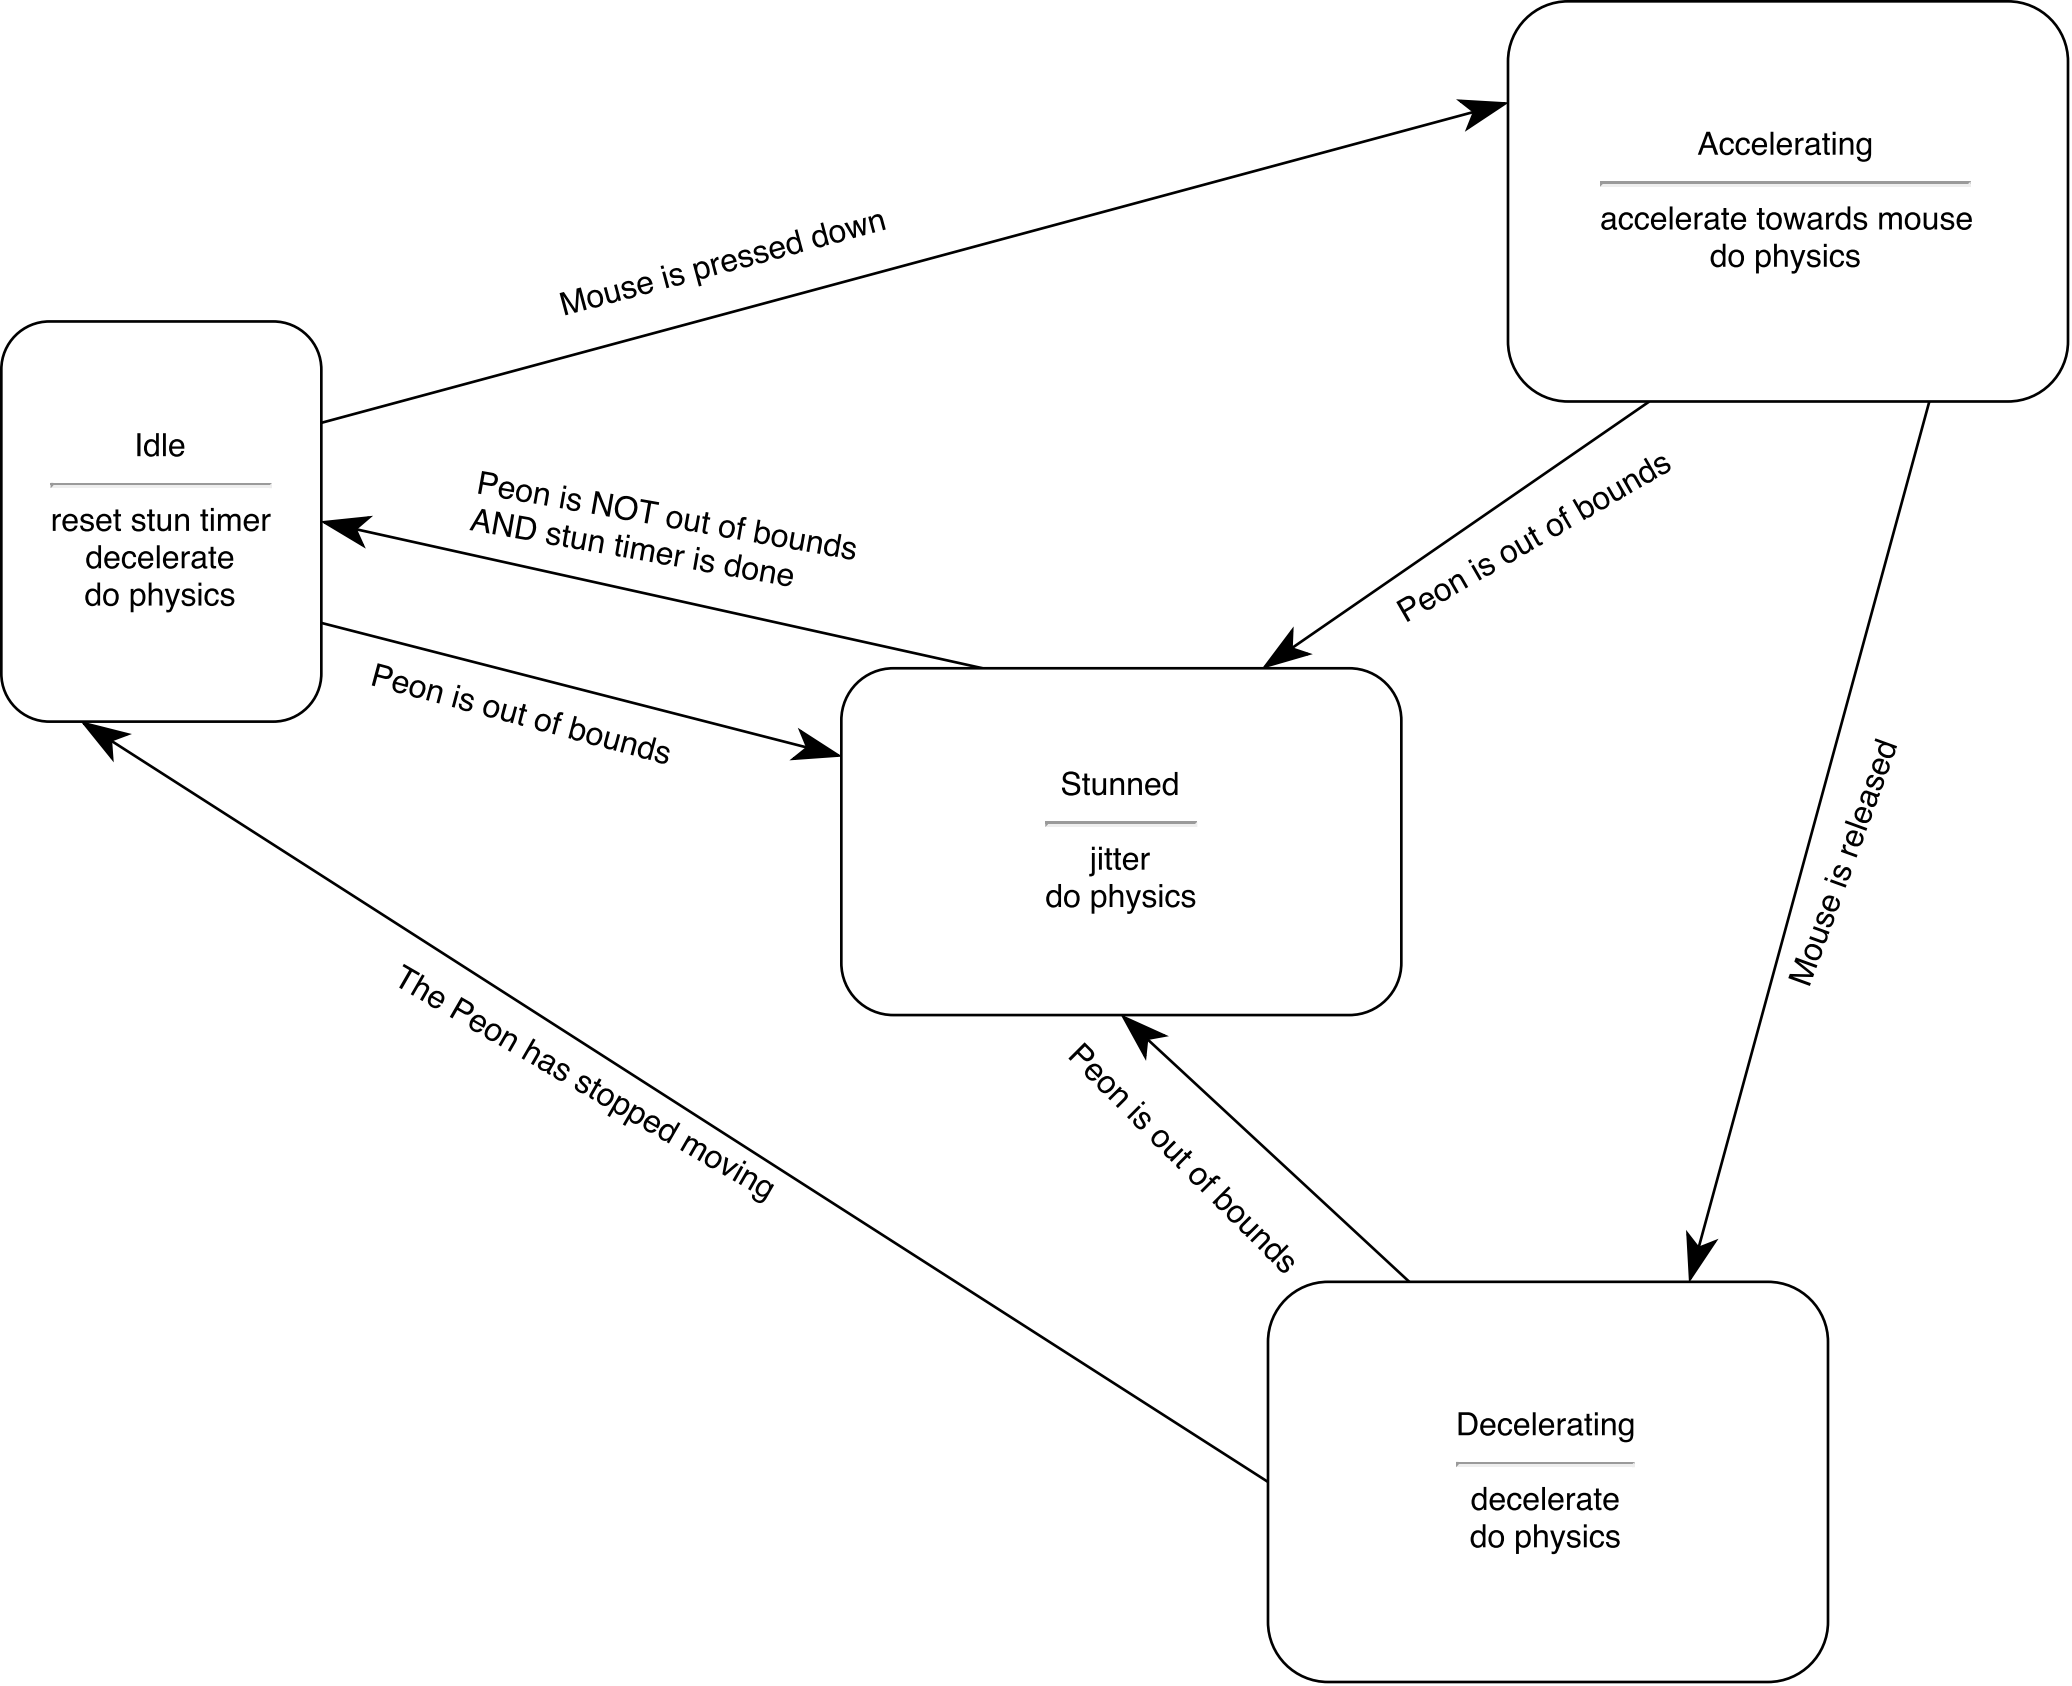 Accelerating
accelerate towards mouse
do physics
Mouse is pressed down
Idle
reset stun timer
decelerate
do physics
Peon is NOT out of bounds
AND stun timer is done
Peon is out of bounds
Peon is out of bounds
Stunned
jitter
do physics
Mouse is released
The Peon has stopped moving
Peon is out of bounds
Decelerating
decelerate
do physics